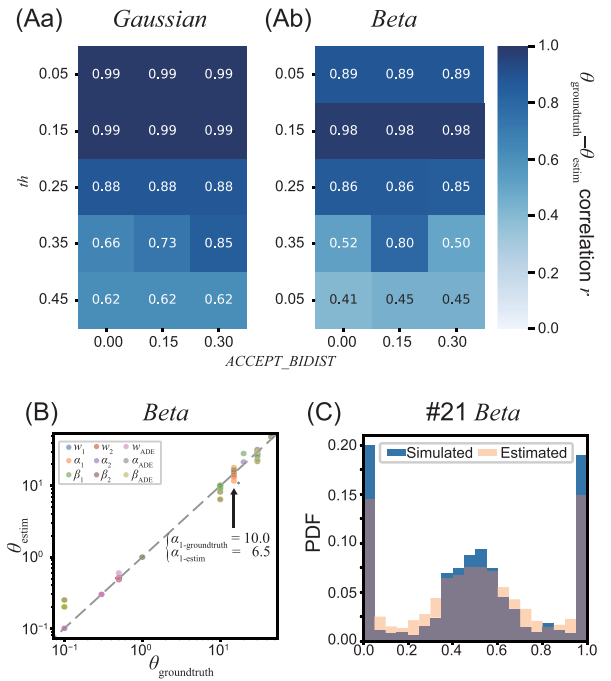 (Aa) Gaussian (Ab) Beta
0.05 0.99 0.99 0.99 0.05 0.89 0.89 0.89 1.0
0.15 0.99 0.99 0.99 0.15 0.98 0.98 0.98 0.8
th 0.25 0.88 0.88 0.88 0.25 0.86 0.86 0.85 0.6
0.35 0.66 0.73 0.85 0.35 0.52 0.80 0.50 0.4
0.45 0.62 0.62 0.62 0.05 0.41 0.45 0.45 0.2
0.0
θgroundtruth–θestim correlation r
0.00 0.15 0.30 0.00 0.15 0.30
ACCEPT_BIDIST
(B) Beta
w₁ w₂ wADE
α₁ α₂ αADE
β₁ β₂ βADE
10¹
10⁰
10⁻¹
θestim
α1-groundtruth = 10.0
α1-estim = 6.5
10⁻¹ 10⁰ 10¹
θgroundtruth
(C) #21 Beta
Simulated Estimated
0.20
0.15
0.10
0.05
0.00
PDF
0.0 0.2 0.4 0.6 0.8 1.0